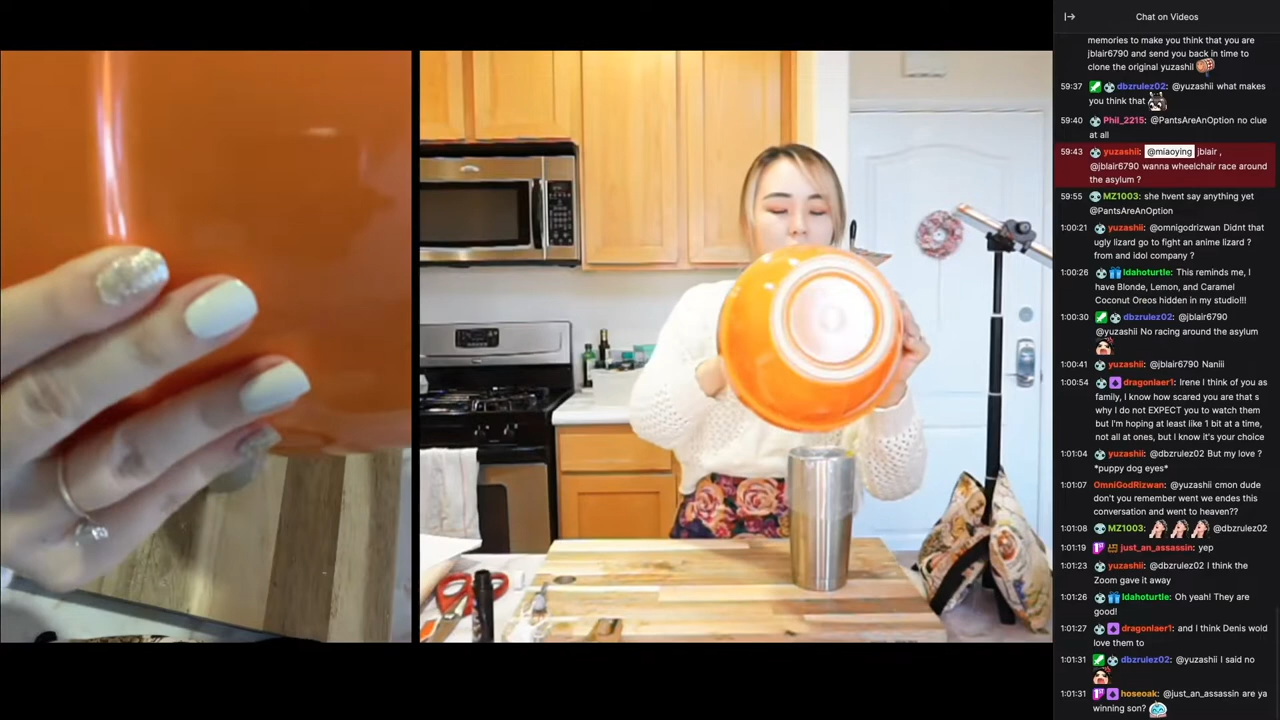 Chat on Videos
memories to make you think that you are
jblair6790 and send you back in time to
clone the original yuzashil
59:37 dbzrulez02: @yuzashii what makes
you think that
59:40 Phil_2215: @PantsAreAnOption no clue
at all
59:43 yuzashii: @miaoying jblair ,
@jblair6790 wanna wheelchair race around
the asylum ?
59:55 MZ1003: she hvent say anything yet
@PantsAreAnOption
1:00:21 yuzashii: @omnigodrizwan Didnt that
ugly lizard go to fight an anime lizard ?
from and idol company ?
1:00:26 Idahoturtle: This reminds me, I
have Blonde, Lemon, and Caramel
Coconut Oreos hidden in my studio!!!
1:00:30 dbzrulez02: @jblair6790
@yuzashii No racing around the asylum
1:00:41 yuzashii: @jblair6790 Naniii
1:00:54 dragonlaer1: Irene I think of you as
family, I know how scared you are that s
why I do not EXPECT you to watch them
but I'm hoping at least like 1 bit at a time,
not all at ones, but I know it's your choice
1:01:04 yuzashii: @dbzrulez02 But my love ?
*puppy dog eyes*
1:01:07 OmniGodRizwan: @yuzashii cmon dude
don't you remember went we endes this
conversation and went to heaven??
1:01:08 MZ1003: @dbzrulez02
1:01:19 just_an_assassin: yep
1:01:23 yuzashii: @dbzrulez02 I think the
Zoom gave it away
1:01:26 Idahoturtle: Oh yeah! They are
good!
1:01:27 dragonlaer1: and I think Denis wold
love them to
1:01:31 dbzrulez02: @yuzashii I said no
1:01:31 hoseoak: @just_an_assassin are ya
winning son?